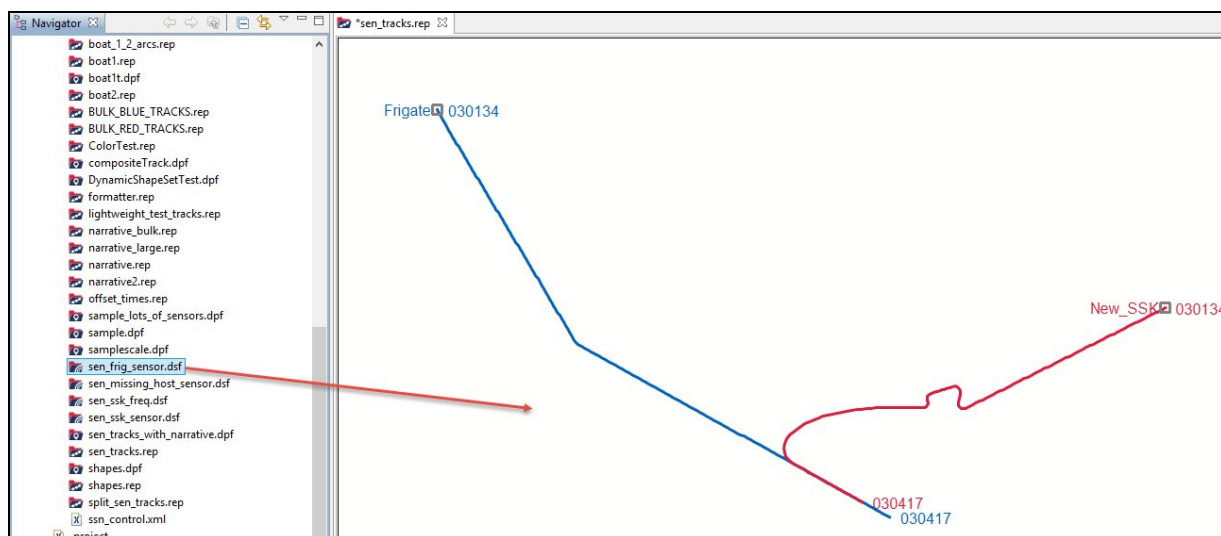 Navigator
boat_1_2_arcs.rep
boat1.rep
boat1t.dpf
boat2.rep
BULK_BLUE_TRACKS.rep
BULK_RED_TRACKS.rep
ColorTest.rep
compositeTrack.dpf
DynamicShapeSetTest.dpf
formatter.rep
lightweight_test_tracks.rep
narrative_bulk.rep
narrative_large.rep
narrative.rep
narrative2.rep
offset_times.rep
sample_lots_of_sensors.dpf
sample.dpf
samplescale.dpf
sen_frig_sensor.dsf
sen_missing_host_sensor.dsf
sen_ssk_freq.dsf
sen_ssk_sensor.dsf
sen_tracks_with_narrative.dpf
sen_tracks.rep
shapes.dpf
shapes.rep
split_sen_tracks.rep
ssn_control.xml
.project
*sen_tracks.rep
Frigate 030134
New_SSK 030134
030417
030417